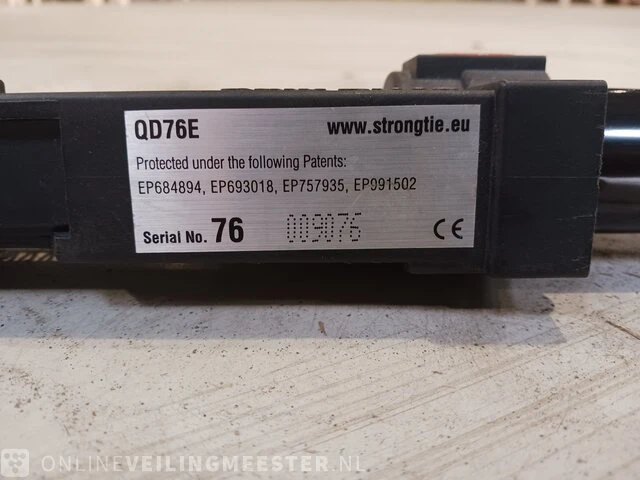 QD76E www.strongtie.eu
Protected under the following Patents:
EP684894, EP693018, EP757935, EP991502
Serial No. 76 009076 CE
ONLINEVEILINGMEESTER.NL